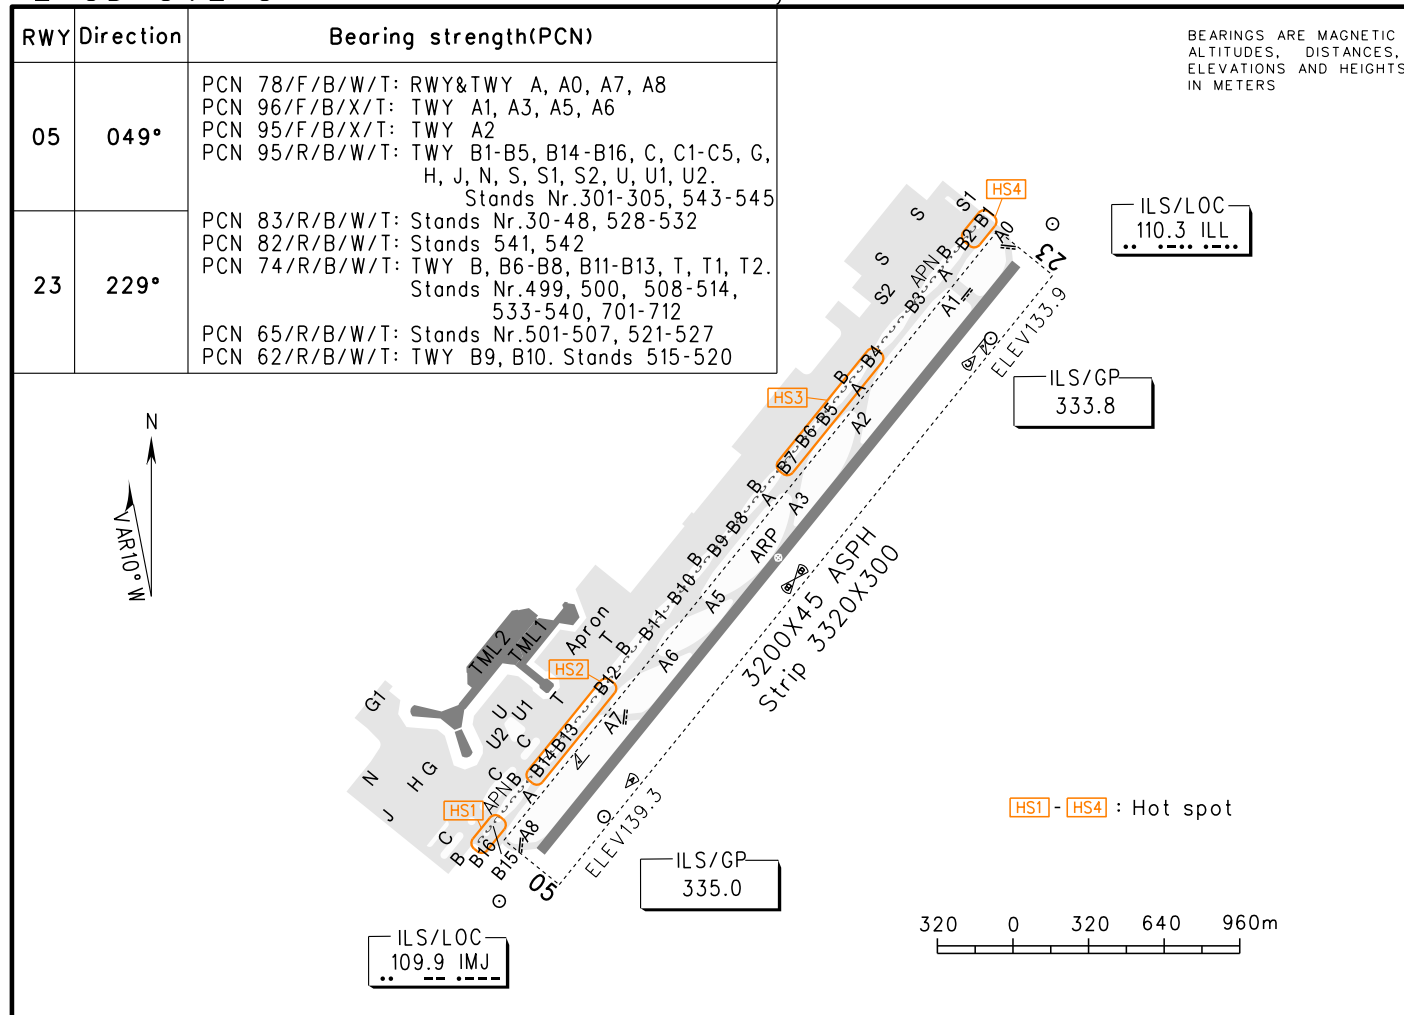 RWY Direction Bearing strength(PCN)
05 049°
23 229°
PCN 78/F/B/W/T: RWY&TWY A, A0, A7, A8
PCN 96/F/B/X/T: TWY A1, A3, A5, A6
PCN 95/F/B/X/T: TWY A2
PCN 95/R/B/W/T: TWY B1-B5, B14-B16, C, C1-C5, G,
H, J, N, S, S1, S2, U, U1, U2.
Stands Nr.301-305, 543-545
PCN 83/R/B/W/T: Stands Nr.30-48, 528-532
PCN 82/R/B/W/T: Stands 541, 542
PCN 74/R/B/W/T: TWY B, B6-B8, B11-B13, T, T1, T2.
Stands Nr.499, 500, 508-514,
533-540, 701-712
PCN 65/R/B/W/T: Stands Nr.501-507, 521-527
PCN 62/R/B/W/T: TWY B9, B10. Stands 515-520
BEARINGS ARE MAGNETIC
ALTITUDES, DISTANCES,
ELEVATIONS AND HEIGHTS
IN METERS
ILS/LOC
110.3 ILL
ILS/GP
333.8
N
VAR10°W
HS4
S1
B1
A0
S
B2
23
B
S
APN
A
S2
B3
A1
ELEV133.9
B4
B
A
HS3
B5
A2
B6
B7
B
A
A3
B8
B9
ARP
B
3200X45 ASPH
Strip 3320X300
B10
A5
B11
A6
Apron
T
B
TML2
TML1
HS2
B12
T
G1
U
U1
A7
U2
C
B13
B14
C
N
H
G
B
APN
A
J
HS1
C
A8
B
B16
B15
ELEV139.3
05
ILS/GP
335.0
ILS/LOC
109.9 IMJ
HS1 - HS4 : Hot spot
320 0 320 640 960m